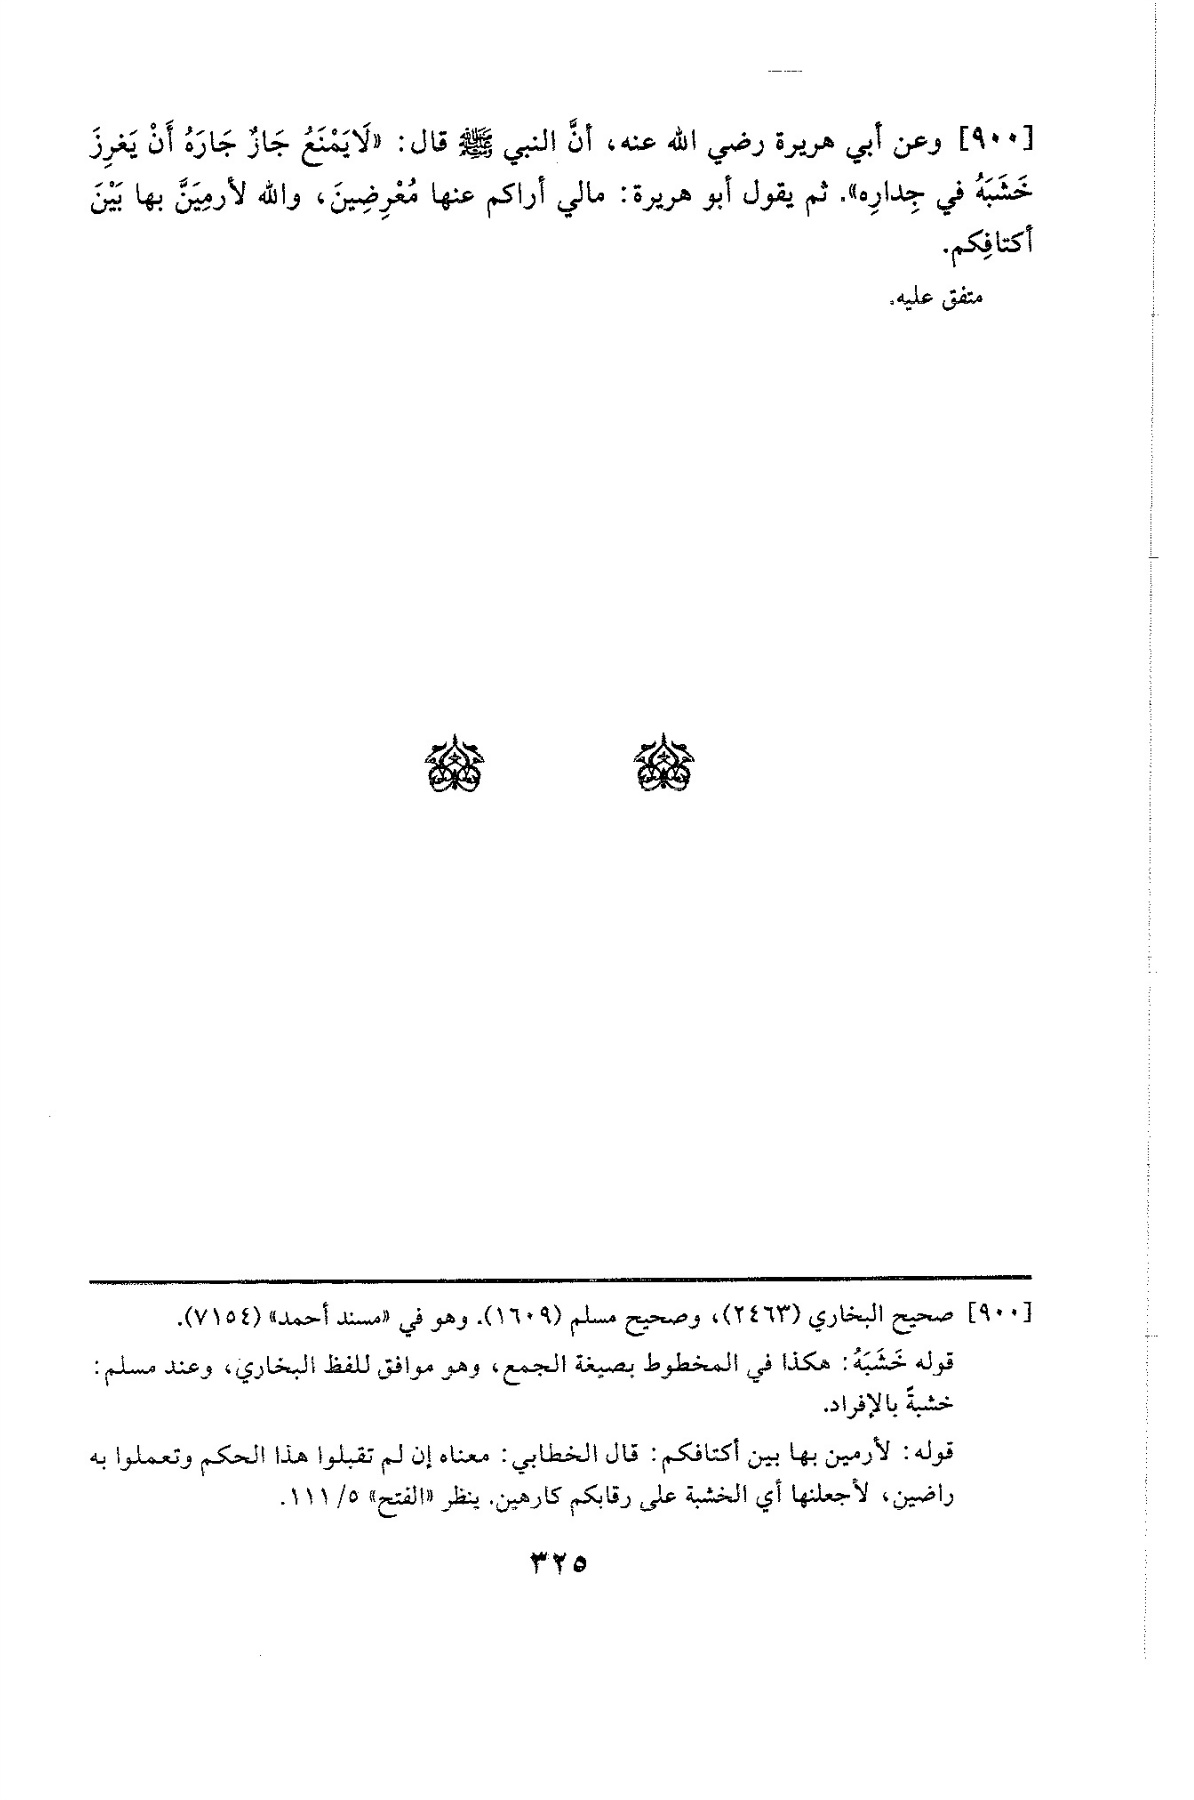 [٩٠٠] وعن أبي هريرة رضي الله عنه، أنَّ النبي ﷺ قال: «لَايَمْنَعُ جَازٌ جَارَهُ أَنْ يَغرِزَ
خَشَبَهُ في جِدارِه». ثم يقول أبو هريرة: مالي أراكم عنها مُعْرِضِينَ، والله لأرمِيَنَّ بها بَيْنَ
أكتافِكم.
متفق عليه.
[٩٠٠] صحيح البخاري (٢٤٦٣)، وصحيح مسلم (١٦٠٩). وهو في «مسند أحمد» (٧١٥٤).
قوله خَشَبَهُ: هكذا في المخطوط بصيغة الجمع، وهو موافق للفظ البخاري، وعند مسلم:
خشبةً بالإفراد.
قوله: لأرمين بها بين أكتافكم: قال الخطابي: معناه إن لم تقبلوا هذا الحكم وتعملوا به
راضين، لأجعلنها أي الخشبة على رقابكم كارهين. ينظر «الفتح» ٥/ ١١١.
٣٢٥